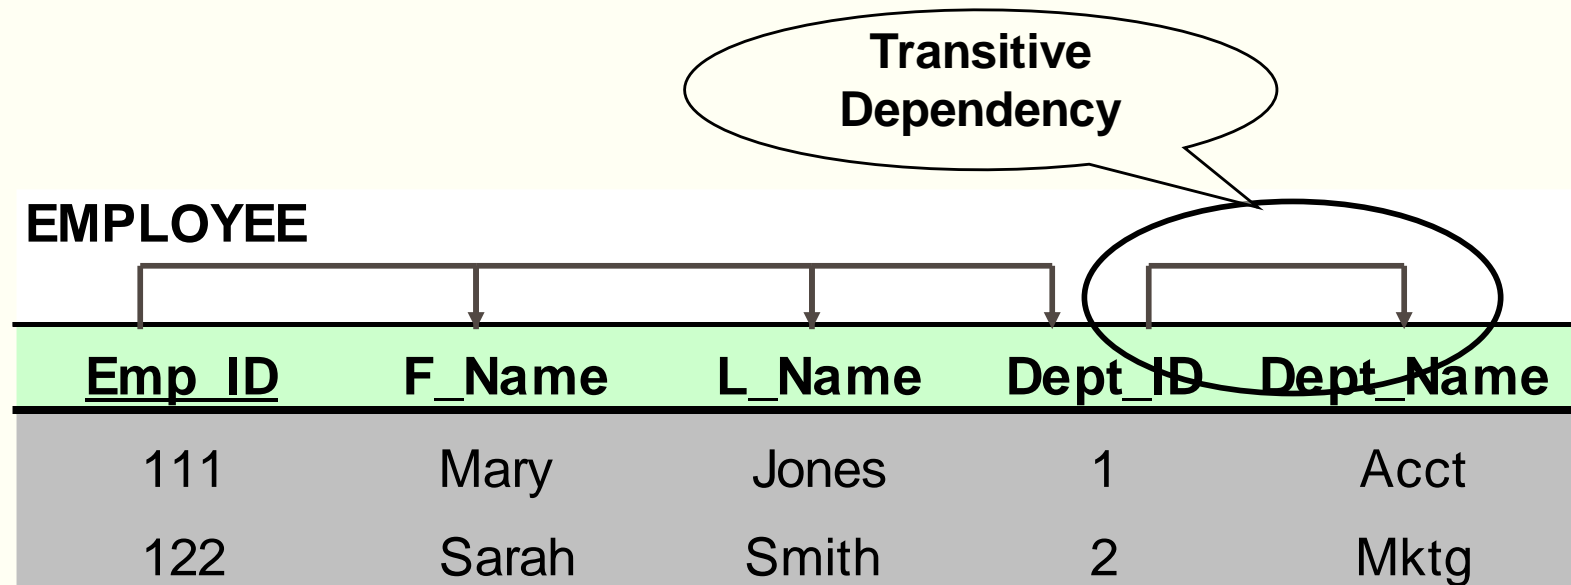 Transitive
Dependency
EMPLOYEE
Emp_ID F_Name L_Name Dept_ID Dept_Name
111 Mary Jones 1 Acct
122 Sarah Smith 2 Mktg